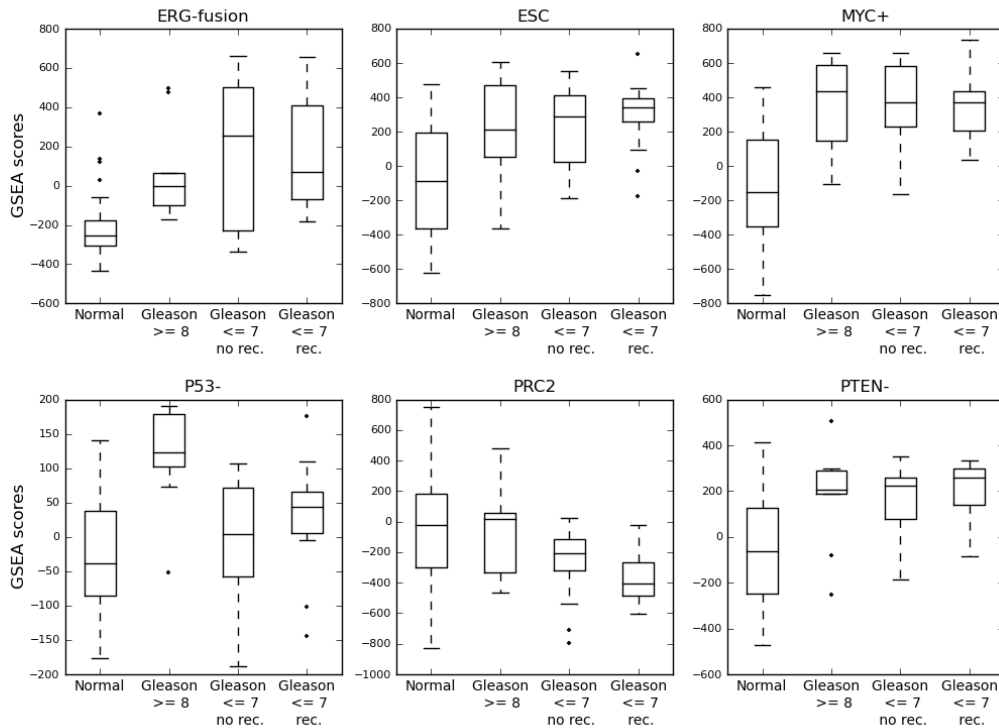 ERG-fusion
GSEA scores
800
600
400
200
0
−200
−400
−600
Normal
Gleason
>= 8
Gleason
<= 7
no rec.
Gleason
<= 7
rec.
ESC
800
600
400
200
0
−200
−400
−600
−800
Normal
Gleason
>= 8
Gleason
<= 7
no rec.
Gleason
<= 7
rec.
MYC+
800
600
400
200
0
−200
−400
−600
−800
Normal
Gleason
>= 8
Gleason
<= 7
no rec.
Gleason
<= 7
rec.
P53-
GSEA scores
200
150
100
50
0
−50
−100
−150
−200
Normal
Gleason
>= 8
Gleason
<= 7
no rec.
Gleason
<= 7
rec.
PRC2
800
600
400
200
0
−200
−400
−600
−800
−1000
Normal
Gleason
>= 8
Gleason
<= 7
no rec.
Gleason
<= 7
rec.
PTEN-
600
400
200
0
−200
−400
−600
Normal
Gleason
>= 8
Gleason
<= 7
no rec.
Gleason
<= 7
rec.